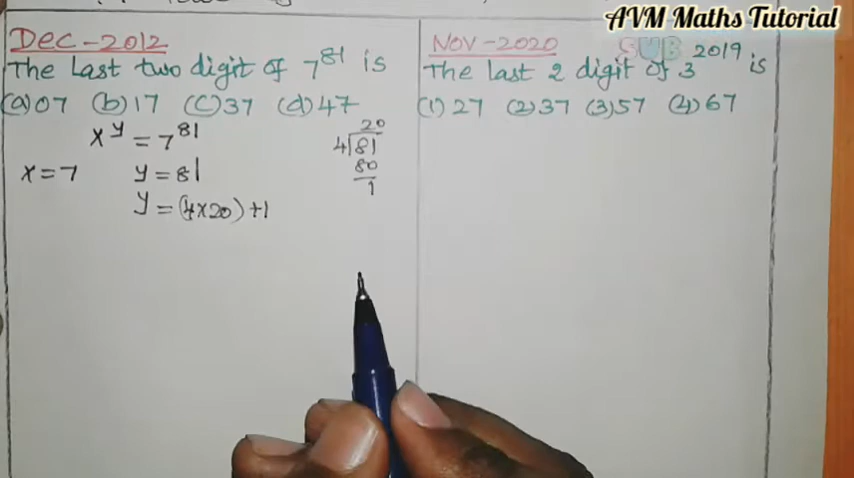 AVM Maths Tutorial
SUB
Dec-2012
The Last two digit of 7^81 is
(a) 07 (b) 17 (c) 37 (d) 47
x^y = 7^81
20
4|81
80
1
x = 7 y = 81
y = (4x20)+1
NOV-2020
The last 2 digit of 3^2019 is
(1) 27 (2) 37 (3) 57 (4) 67